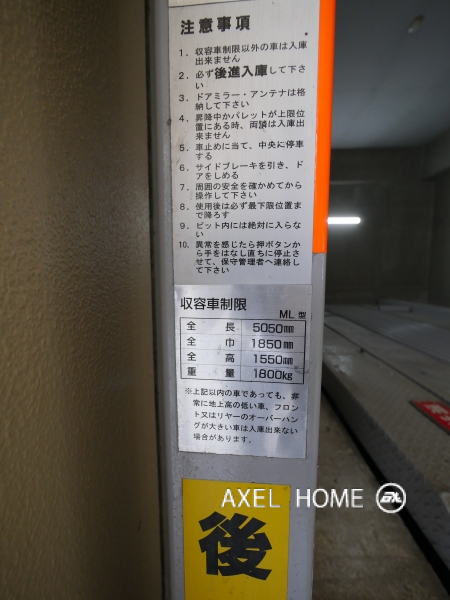 注意事項
1. 収容車制限以外の車は入庫
出来ません
2. 必ず後進入庫して下さ
い
3. ドアミラー・アンテナは格
納して下さい
4. 昇降中かパレットが上限位
置にある時、両隣は入庫出
来ません
5. 車止めに当て、中央に停車
する
6. サイドブレーキを引き、ド
アをしめる
7. 周囲の安全を確かめてから
操作して下さい
8. 使用後は必ず最下限位置ま
で降ろす
9. ピット内には絶対に入らな
い
10. 異常を感じたら押ボタンか
ら手をはなし直ちに停止さ
せて、保守管理者へ連絡し
て下さい
収容車制限
ML型
全長 5050mm
全巾 1850mm
全高 1550mm
重量 1800kg
※上記以内の車であっても、非
常に地上高の低い車、フロン
ト又はリヤーのオーバーハン
グが大きい車は入庫出来ない
場合があります。
AXEL HOME
後